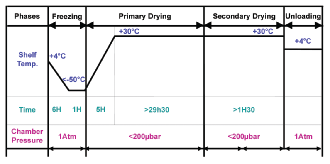 Phases Freezing Primary Drying Secondary Drying Unloading
+30°C +30°C
Shelf Temp. +4°C +4°C
<-50°C
Time 6H 1H 5H >29h30 >1H30
Chamber Pressure 1Atm <200µbar <200µbar 1Atm